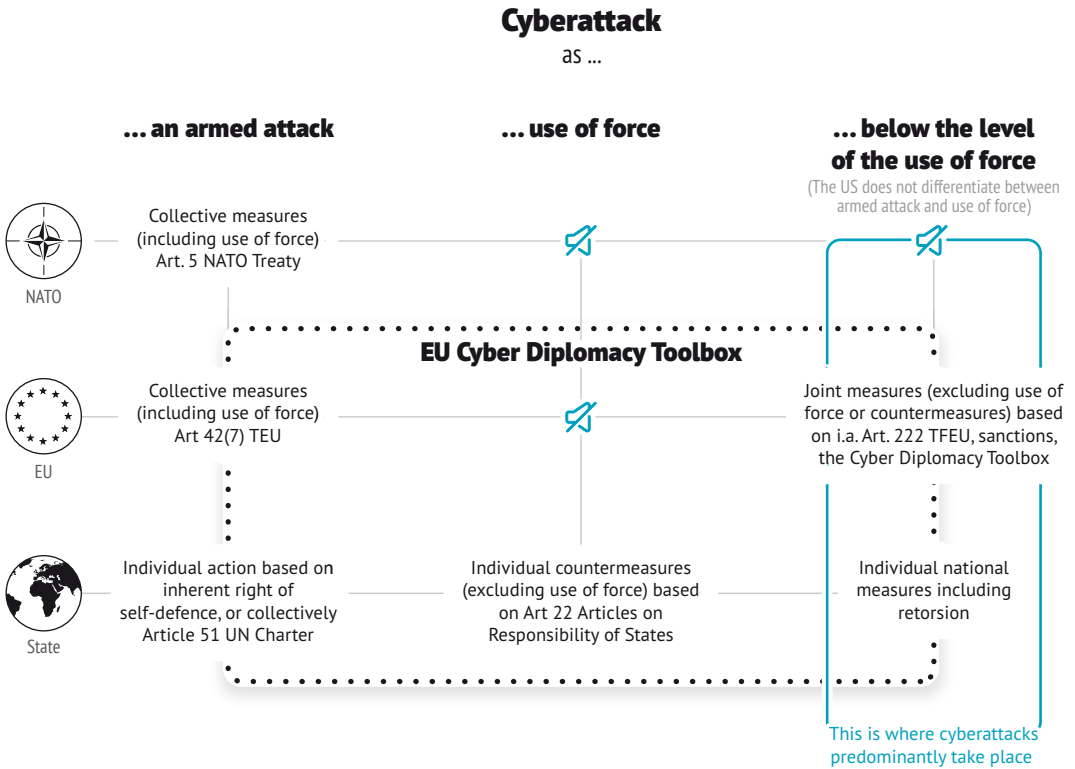 Cyberattack
as ...
... an armed attack
... use of force
... below the level
of the use of force
(The US does not differentiate between
armed attack and use of force)
NATO
Collective measures
(including use of force)
Art. 5 NATO Treaty
EU Cyber Diplomacy Toolbox
EU
Collective measures
(including use of force)
Art 42(7) TEU
Joint measures (excluding use of
force or countermeasures) based
on i.a. Art. 222 TFEU, sanctions,
the Cyber Diplomacy Toolbox
State
Individual action based on
inherent right of
self-defence, or collectively
Article 51 UN Charter
Individual countermeasures
(excluding use of force) based
on Art 22 Articles on
Responsibility of States
Individual national
measures including
retorsion
This is where cyberattacks
predominantly take place